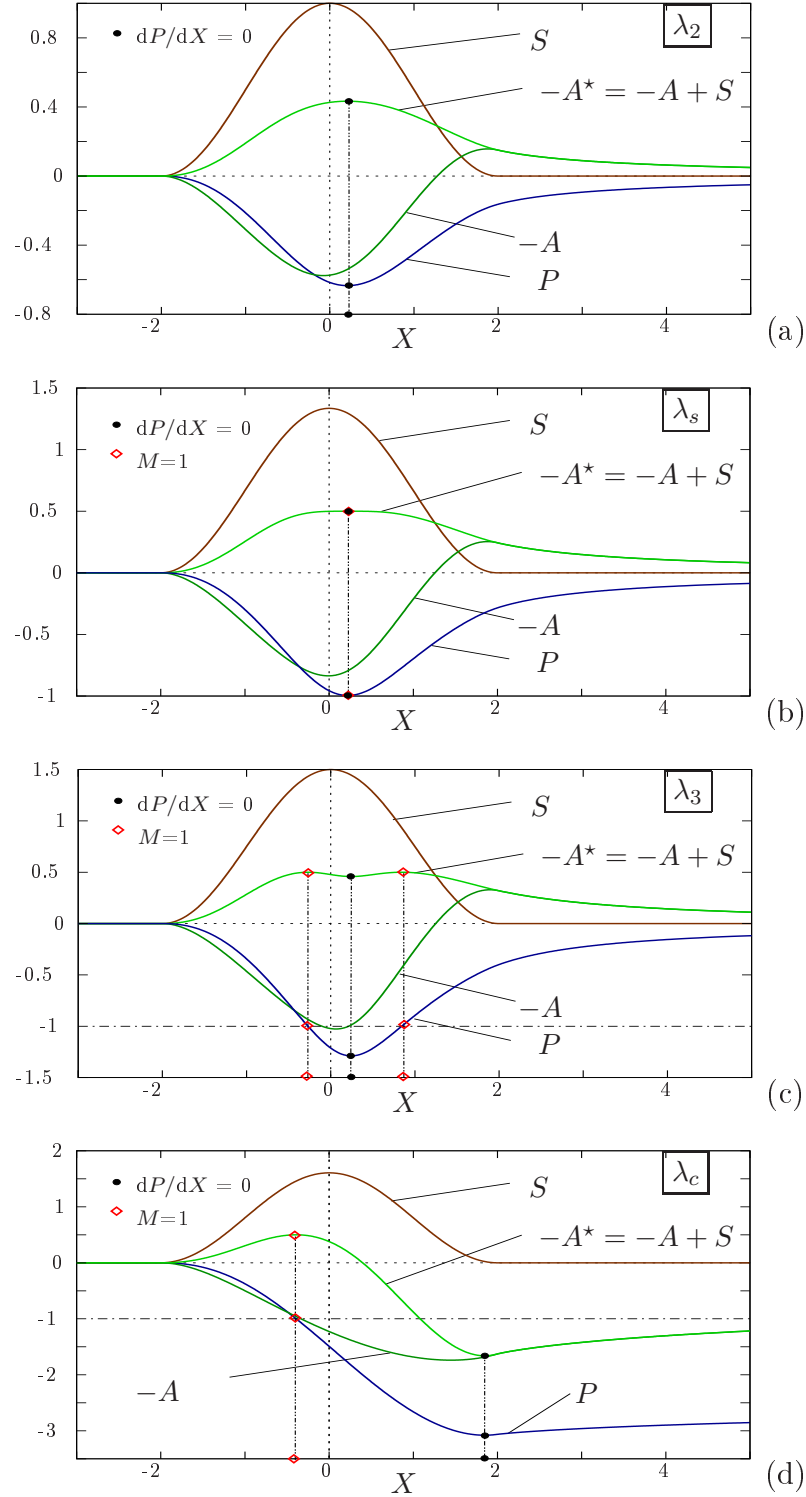 0.8
0.4
0
-0.4
-0.8
dP/dX = 0
S
λ₂
−A⋆ = −A + S
−A
P
-2 0 2 4
X
(a)
1.5
1
0.5
0
-0.5
-1
dP/dX = 0
M=1
S
λₛ
−A⋆ = −A + S
−A
P
-2 0 2 4
X
(b)
1.5
1
0.5
0
-0.5
-1
-1.5
dP/dX = 0
M=1
S
λ₃
−A⋆ = −A + S
−A
P
-2 0 2 4
X
(c)
2
1
0
-1
-2
-3
dP/dX = 0
M=1
S
λ_c
−A⋆ = −A + S
−A
P
-2 0 2 4
X
(d)